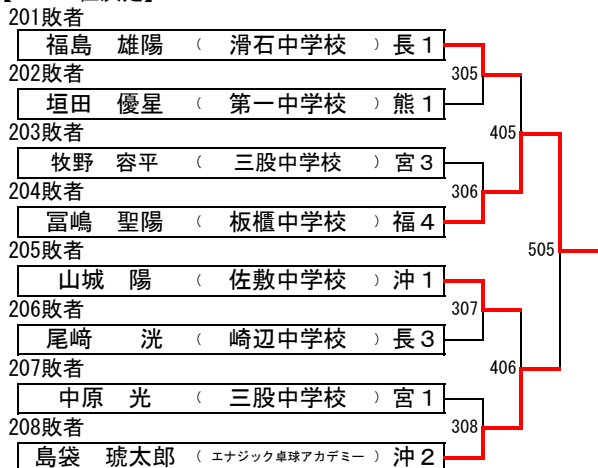 201敗者
福島 雄陽 （ 滑石中学校 ） 長１
305
202敗者
垣田 優星 （ 第一中学校 ） 熊１
405
203敗者
牧野 容平 （ 三股中学校 ） 宮３
306
204敗者
冨嶋 聖陽 （ 板櫃中学校 ） 福４
505
205敗者
山城 陽 （ 佐敷中学校 ） 沖１
307
206敗者
尾﨑 洸 （ 崎辺中学校 ） 長３
406
207敗者
中原 光 （ 三股中学校 ） 宮１
308
208敗者
島袋 琥太郎 （ エナジック卓球アカデミー ） 沖２